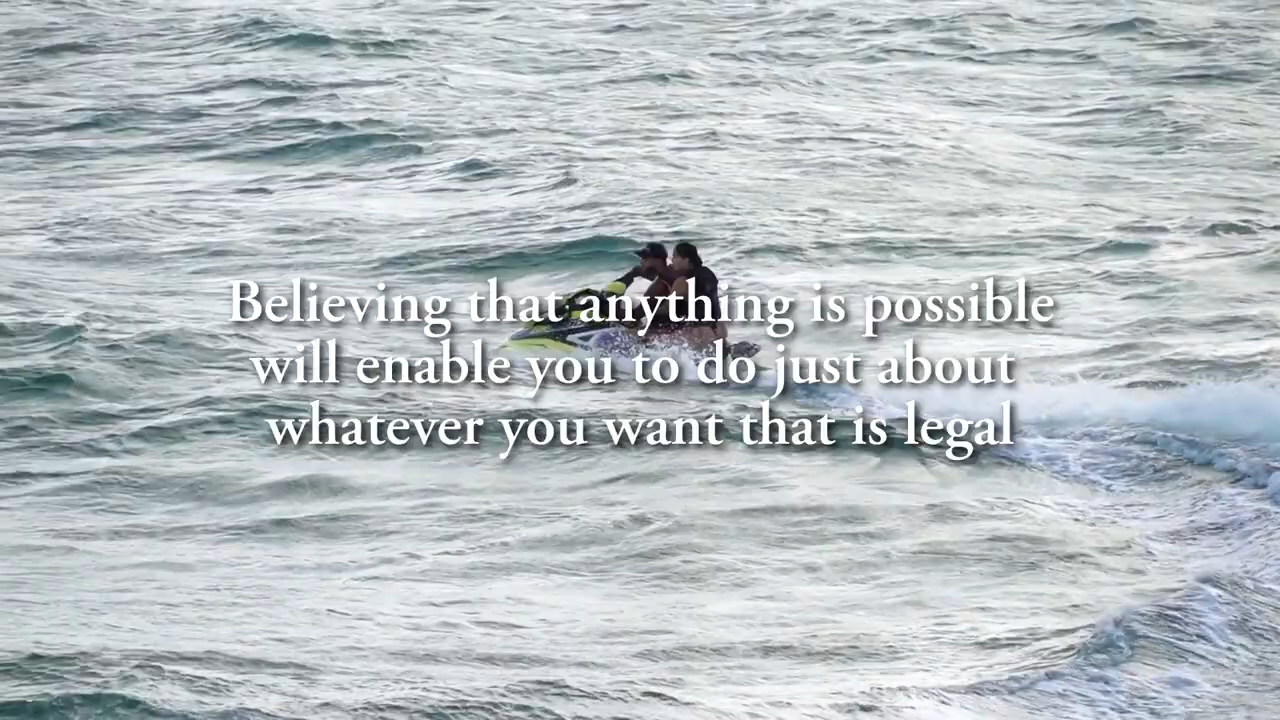 Believing that anything is possible
will enable you to do just about
whatever you want that is legal